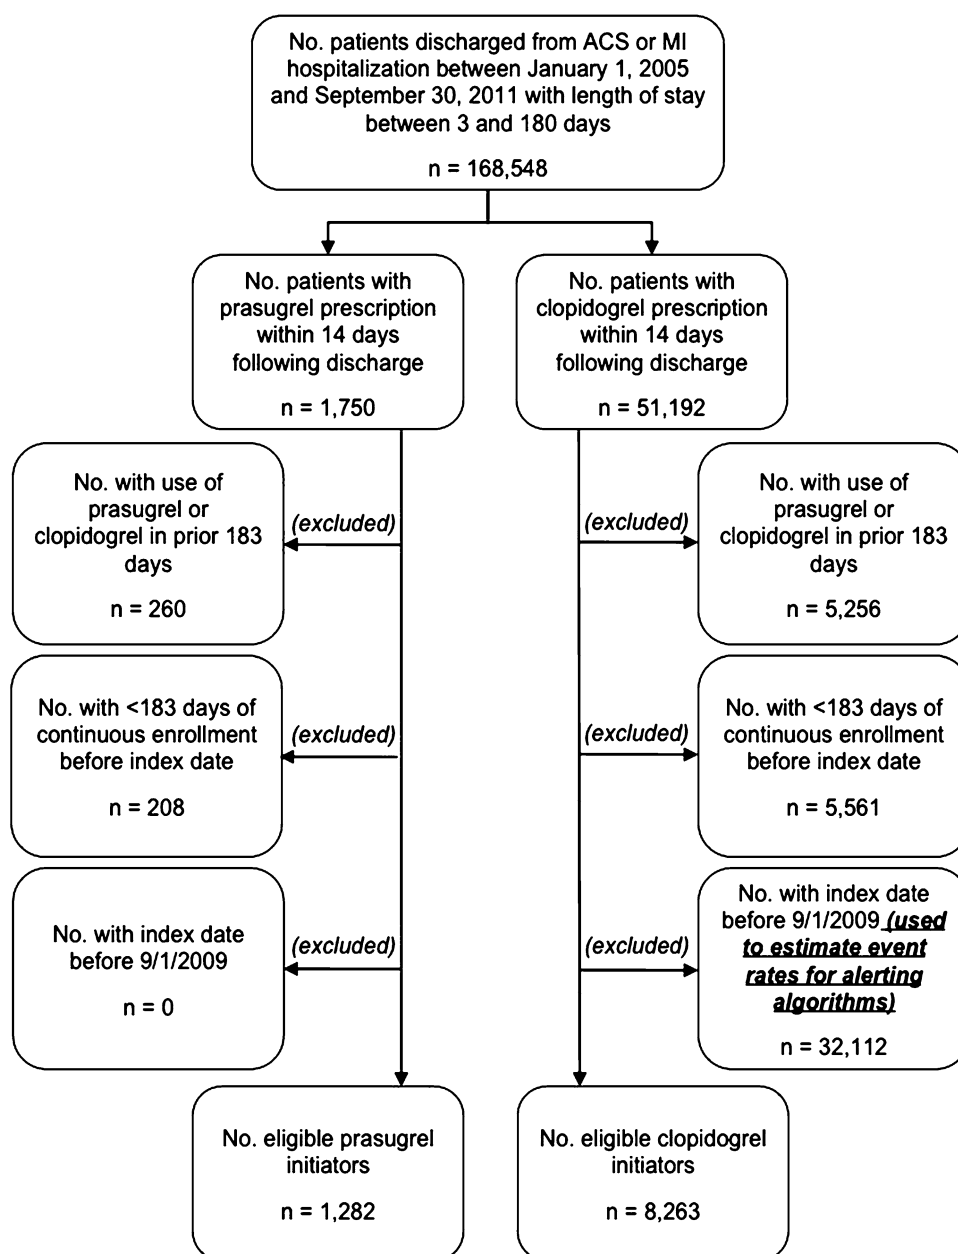 No. patients discharged from ACS or MI
hospitalization between January 1, 2005
and September 30, 2011 with length of stay
between 3 and 180 days
n = 168,548
No. patients with
prasugrel prescription
within 14 days
following discharge
n = 1,750
No. patients with
clopidogrel prescription
within 14 days
following discharge
n = 51,192
No. with use of
prasugrel or
clopidogrel in prior 183
days
n = 260
(excluded)
(excluded)
No. with use of
prasugrel or
clopidogrel in prior 183
days
n = 5,256
No. with <183 days of
continuous enrollment
before index date
n = 208
(excluded)
(excluded)
No. with <183 days of
continuous enrollment
before index date
n = 5,561
No. with index date
before 9/1/2009
n = 0
(excluded)
(excluded)
No. with index date
before 9/1/2009 (used
to estimate event
rates for alerting
algorithms)
n = 32,112
No. eligible prasugrel
initiators
n = 1,282
No. eligible clopidogrel
initiators
n = 8,263